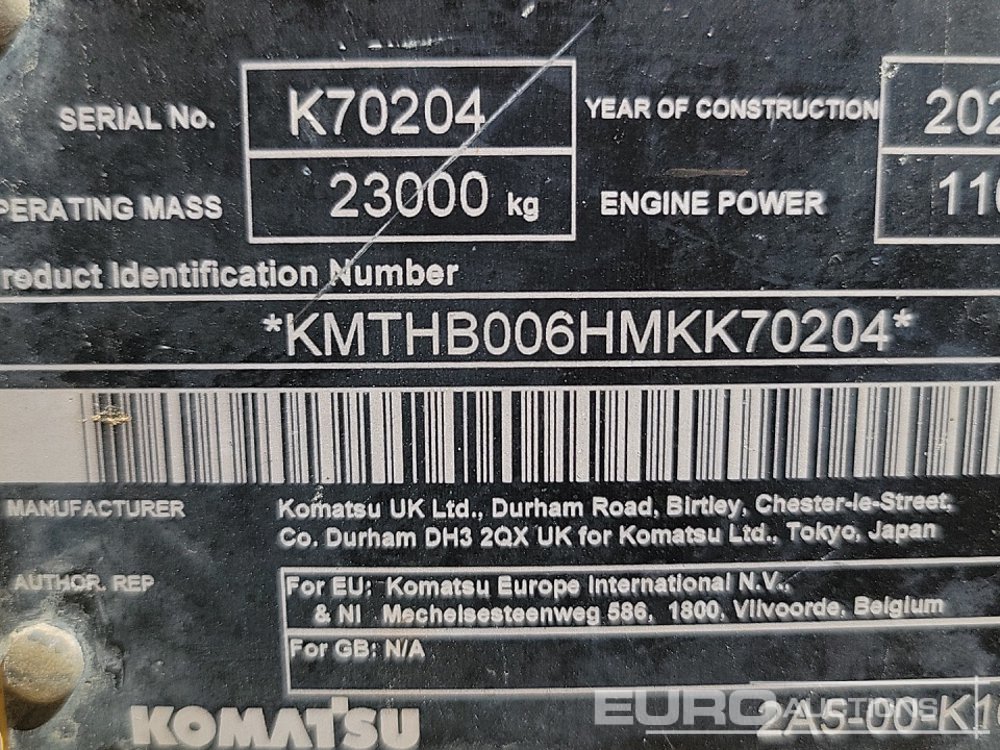 SERIAL No. K70204 YEAR OF CONSTRUCTION 202
PERATING MASS 23000 kg ENGINE POWER 110
roduct Identification Number
*KMTHB006HMKK70204*
MANUFACTURER Komatsu UK Ltd., Durham Road, Birtley, Chester-le-Street,
Co. Durham DH3 2QX UK for Komatsu Ltd., Tokyo, Japan
AUTHOR. REP For EU: Komatsu Europe International N.V.,
& NI Mechelsesteenweg 586, 1800, Vilvoorde, Belgium
For GB: N/A
KOMATSU 2A5-00-K1
EURO AUCTIONS